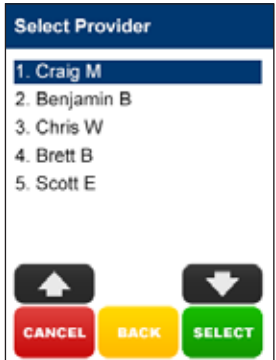 Select Provider
1. Craig M
2. Benjamin B
3. Chris W
4. Brett B
5. Scott E
CANCEL BACK SELECT